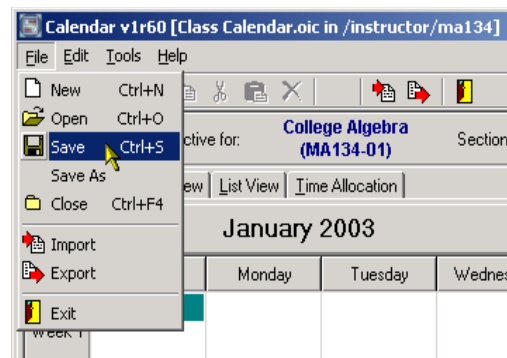 Calendar v1r60 [Class Calendar.oic in /instructor/ma134]
File Edit Tools Help
New Ctrl+N
Open Ctrl+O
Save Ctrl+S
Save As
Close Ctrl+F4
Import
Export
Exit
ctive for: College Algebra
(MA134-01)
Section
ew List View Time Allocation
January 2003
Monday Tuesday Wednes
Week 1